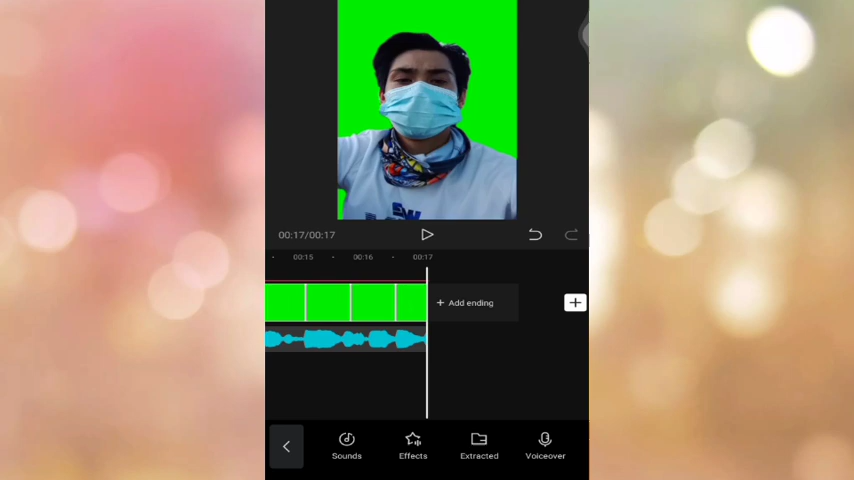 00:17/00:17
00:15
00:16
00:17
+ Add ending
Sounds
Effects
Extracted
Voiceover